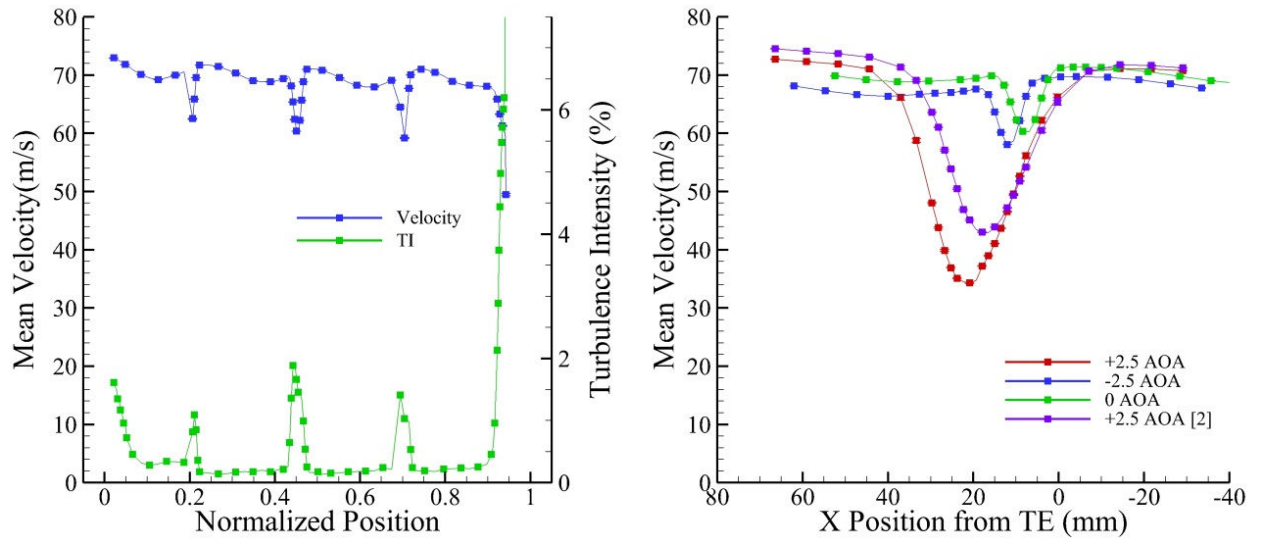 80
70
60
50
40
30
20
10
0
Mean Velocity(m/s)
6
4
2
0
Turbulence Intensity (%)
Velocity
TI
0 0.2 0.4 0.6 0.8 1
Normalized Position
80
70
60
50
40
30
20
10
0
Mean Velocity(m/s)
+2.5 AOA
-2.5 AOA
0 AOA
+2.5 AOA [2]
80 60 40 20 0 -20 -40
X Position from TE (mm)